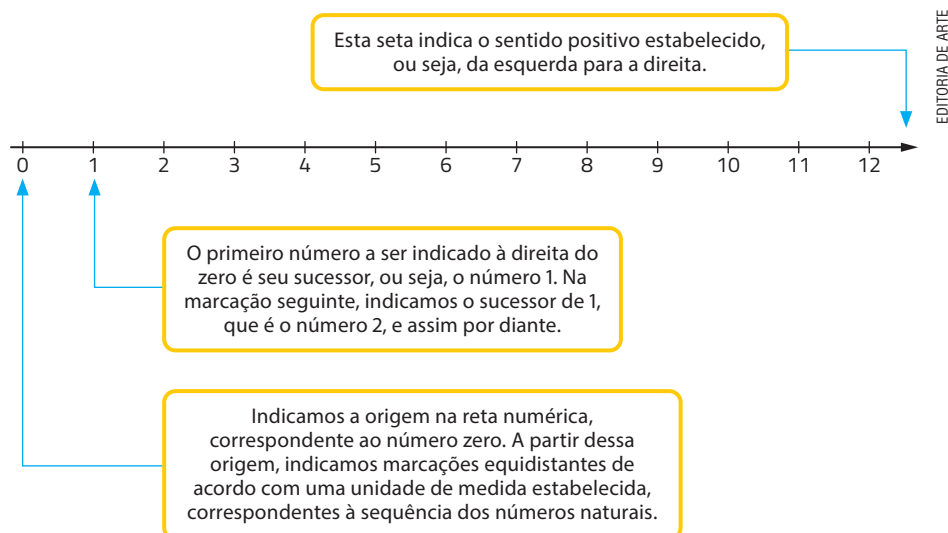 Esta seta indica o sentido positivo estabelecido,
ou seja, da esquerda para a direita.
EDITORIA DE ARTE
0 1 2 3 4 5 6 7 8 9 10 11 12
O primeiro número a ser indicado à direita do
zero é seu sucessor, ou seja, o número 1. Na
marcação seguinte, indicamos o sucessor de 1,
que é o número 2, e assim por diante.
Indicamos a origem na reta numérica,
correspondente ao número zero. A partir dessa
origem, indicamos marcações equidistantes de
acordo com uma unidade de medida estabelecida,
correspondentes à sequência dos números naturais.